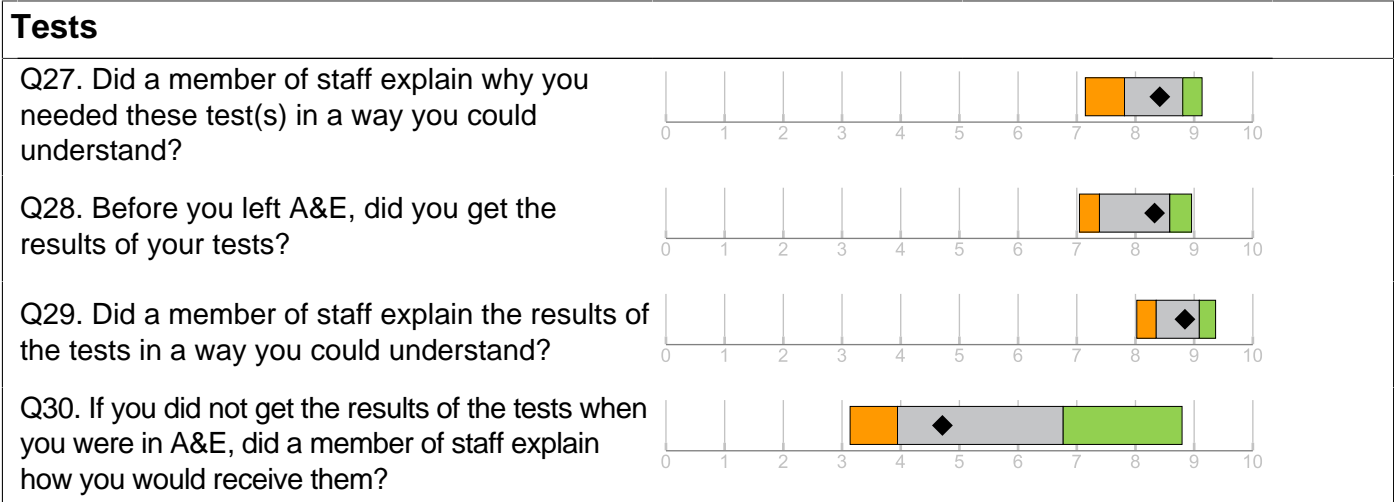 Tests
Q27. Did a member of staff explain why you
needed these test(s) in a way you could
understand?
0 1 2 3 4 5 6 7 8 9 10
Q28. Before you left A&E, did you get the
results of your tests?
0 1 2 3 4 5 6 7 8 9 10
Q29. Did a member of staff explain the results of
the tests in a way you could understand?
0 1 2 3 4 5 6 7 8 9 10
Q30. If you did not get the results of the tests when
you were in A&E, did a member of staff explain
how you would receive them?
0 1 2 3 4 5 6 7 8 9 10